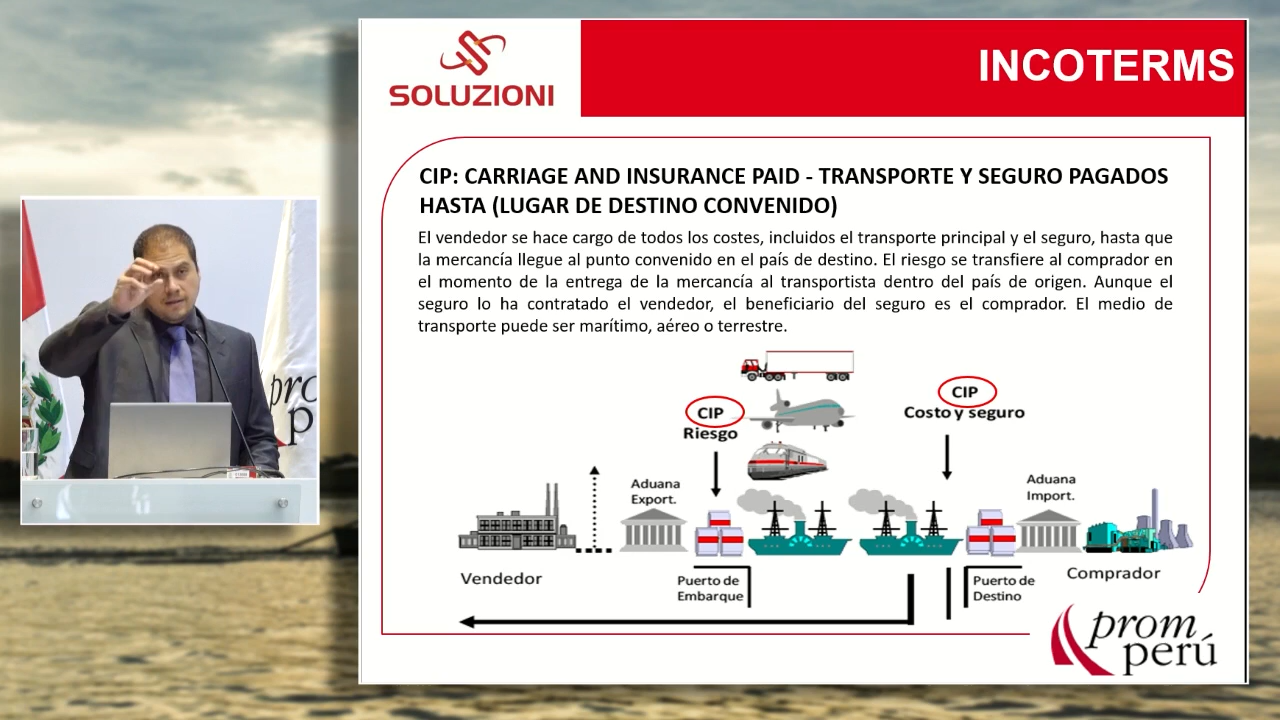 SOLUZIONI
INCOTERMS
CIP: CARRIAGE AND INSURANCE PAID - TRANSPORTE Y SEGURO PAGADOS
HASTA (LUGAR DE DESTINO CONVENIDO)
El vendedor se hace cargo de todos los costes, incluidos el transporte principal y el seguro, hasta que
la mercancía llegue al punto convenido en el país de destino. El riesgo se transfiere al comprador en
el momento de la entrega de la mercancía al transportista dentro del país de origen. Aunque el
seguro lo ha contratado el vendedor, el beneficiario del seguro es el comprador. El medio de
transporte puede ser marítimo, aéreo o terrestre.
CIP
Riesgo
CIP
Costo y seguro
Aduana
Export.
Aduana
Import.
Vendedor
Puerto de
Embarque
Puerto de
Destino
Comprador
prom
perú
pro
p